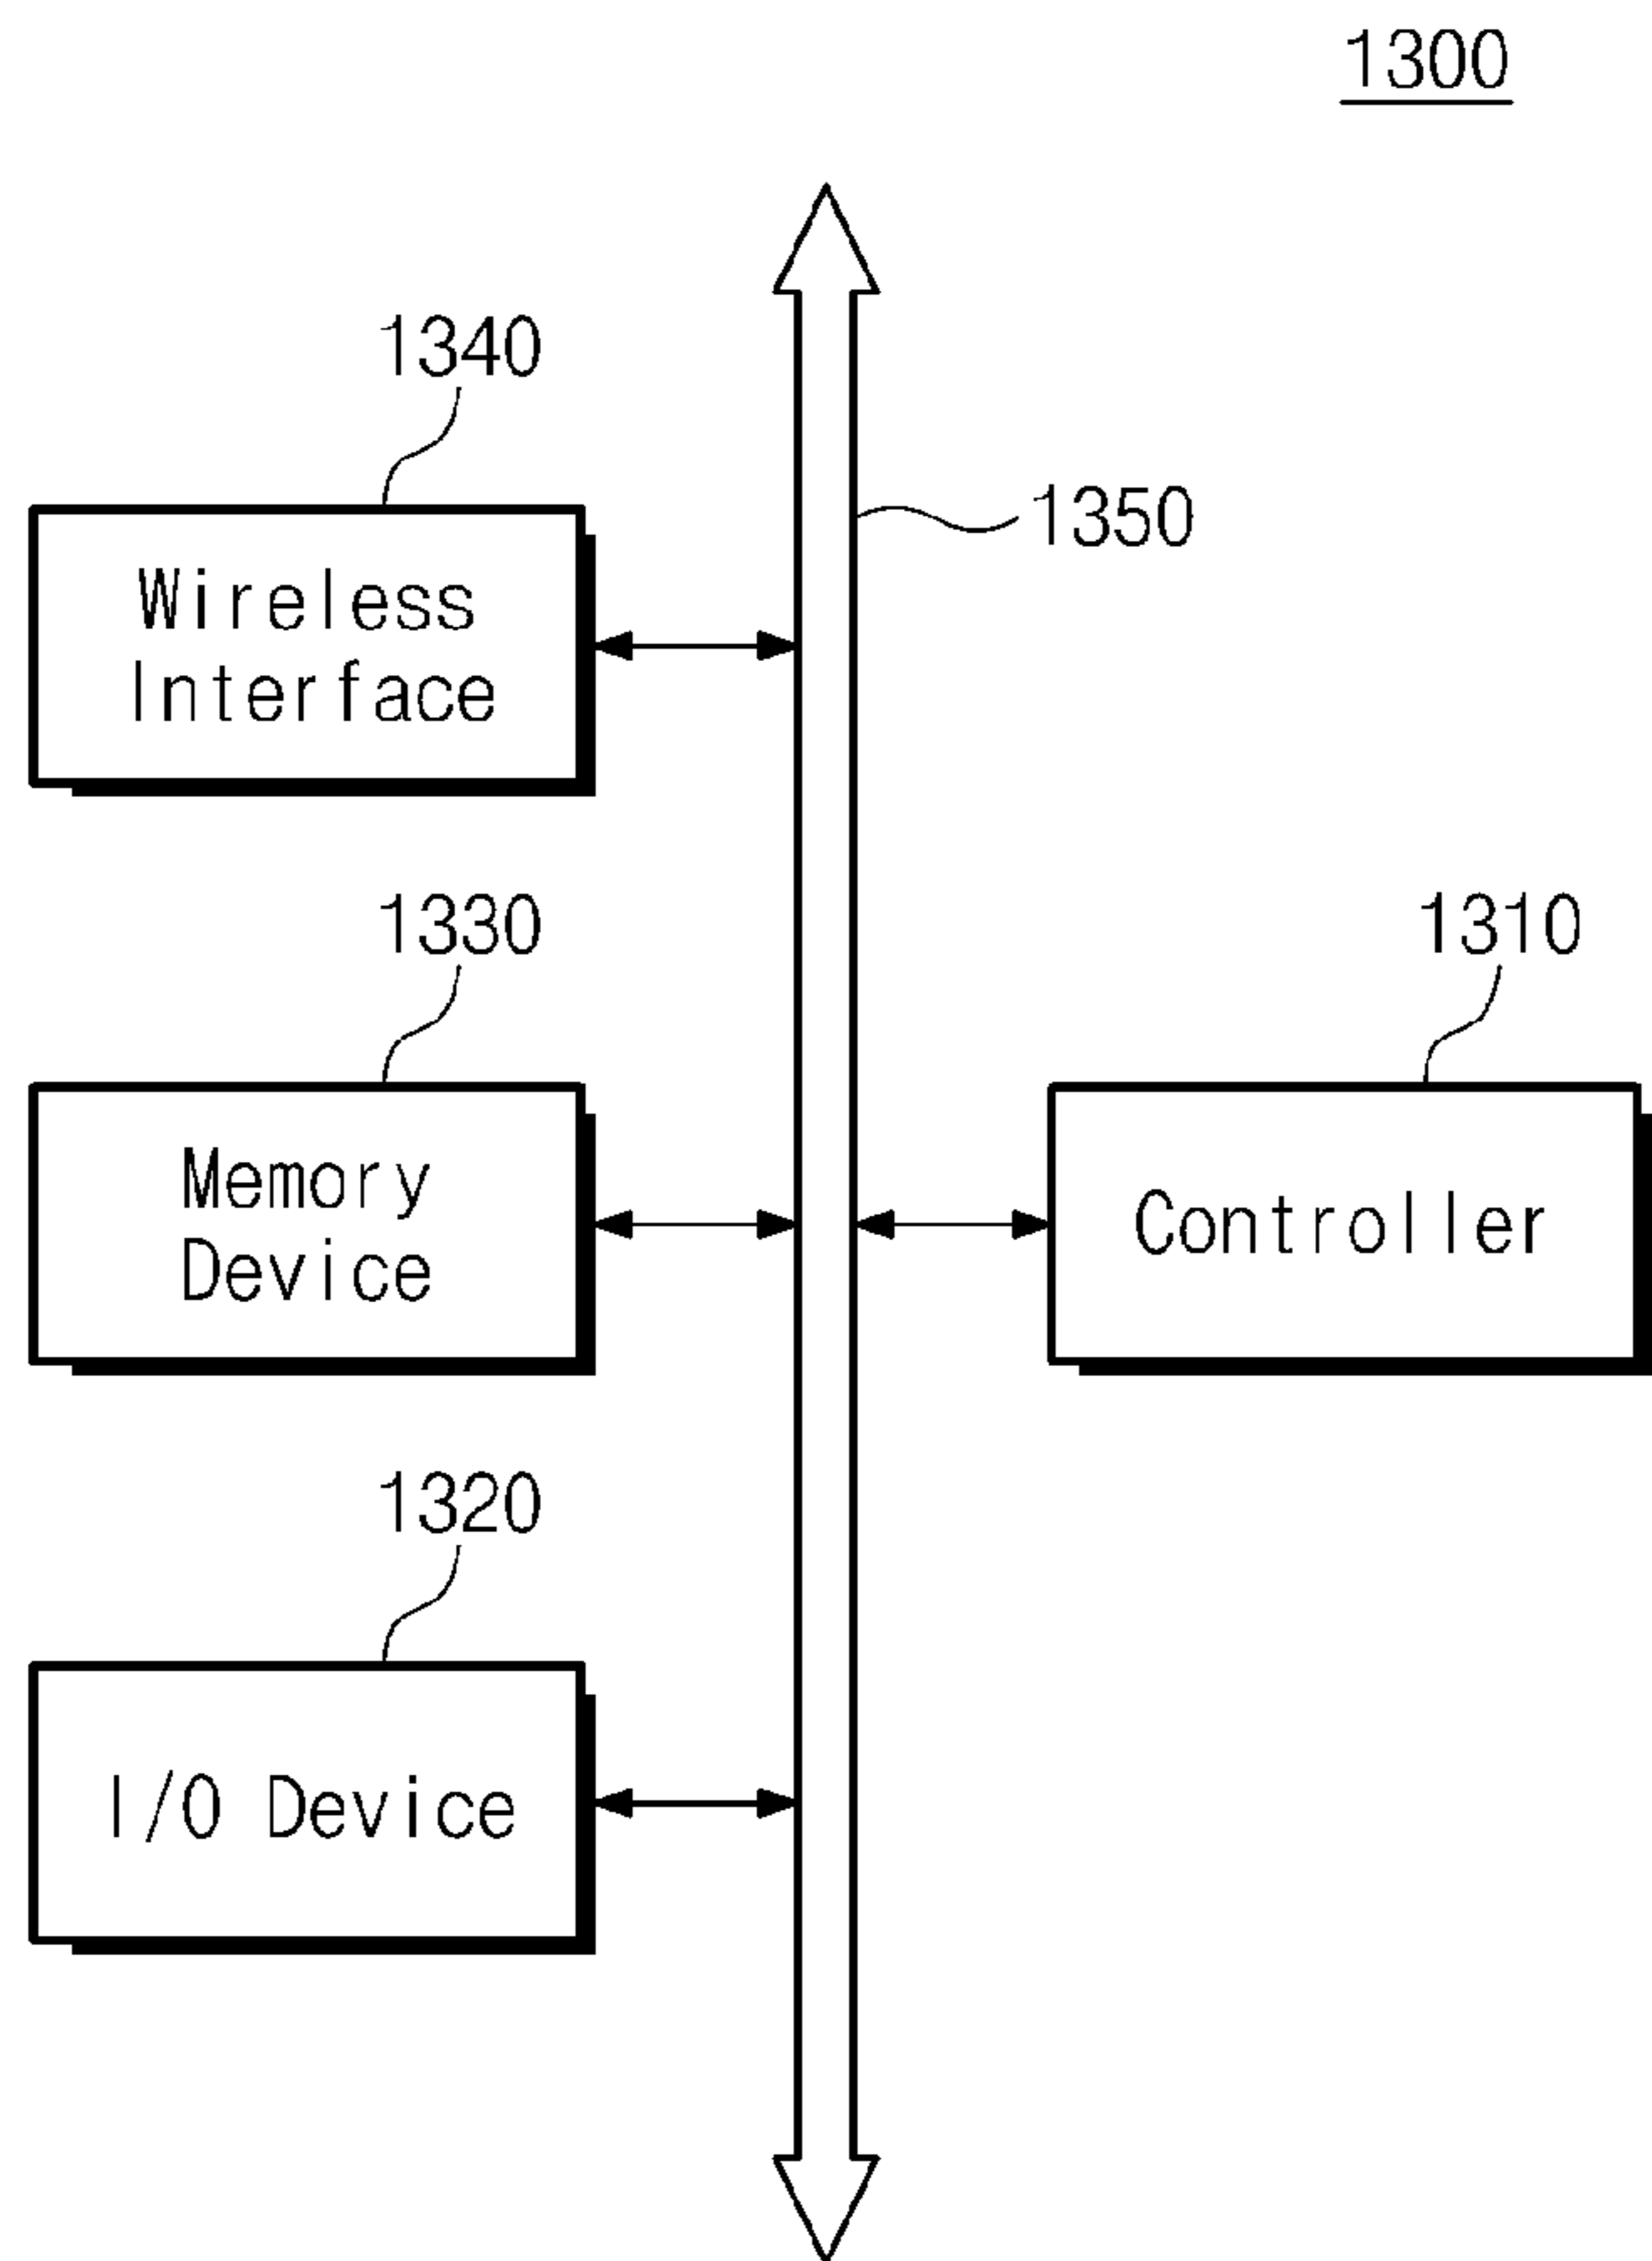 1300
1340
1350
Wireless
Interface
1330
1310
Memory
Device
Controller
1320
I/O Device